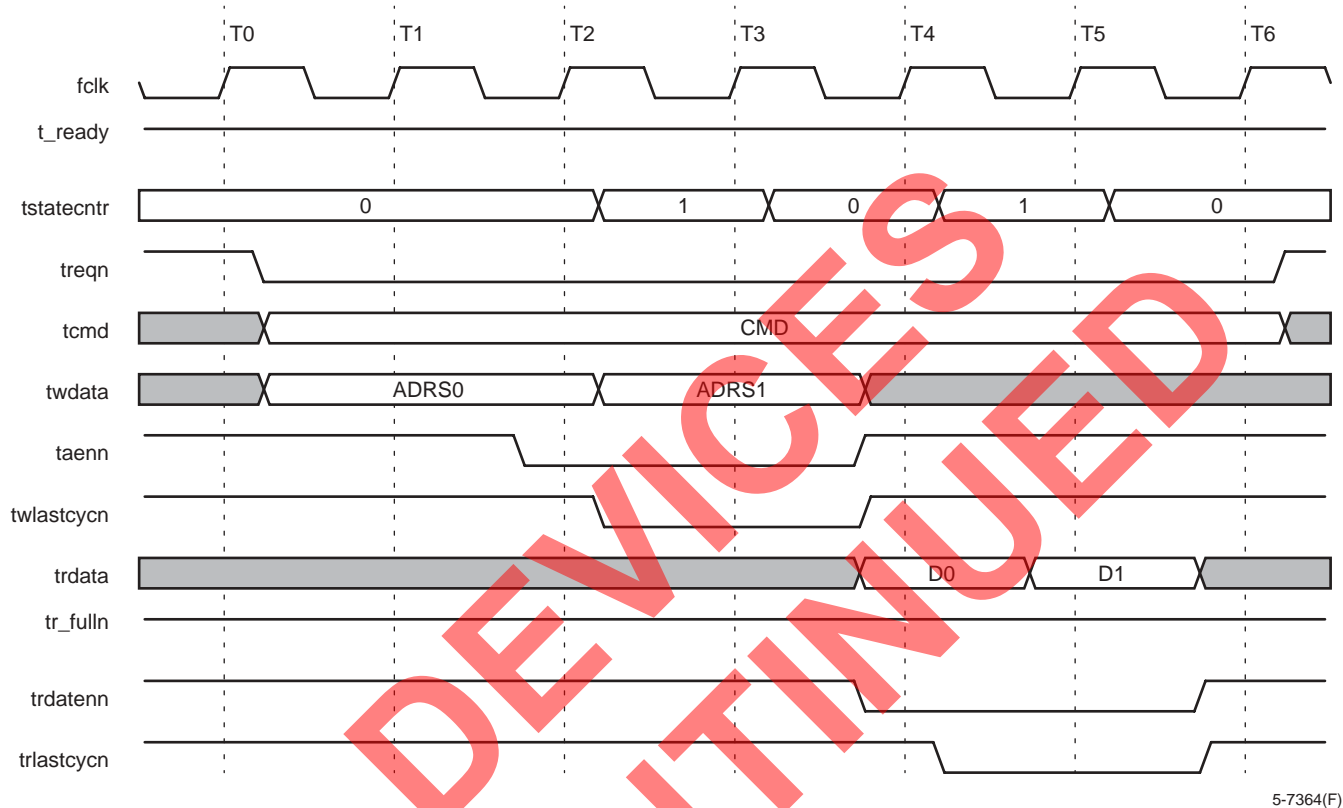 T0 T1 T2 T3 T4 T5 T6
fclk
t_ready
tstatecntr 0 1 0 1 0
treqn
tcmd CMD
twdata ADRS0 ADRS1
taenn
twlastcycn
trdata D0 D1
tr_fulln
trdatenn
trlastcycn
5-7364(F)
DEVICES
TINUED